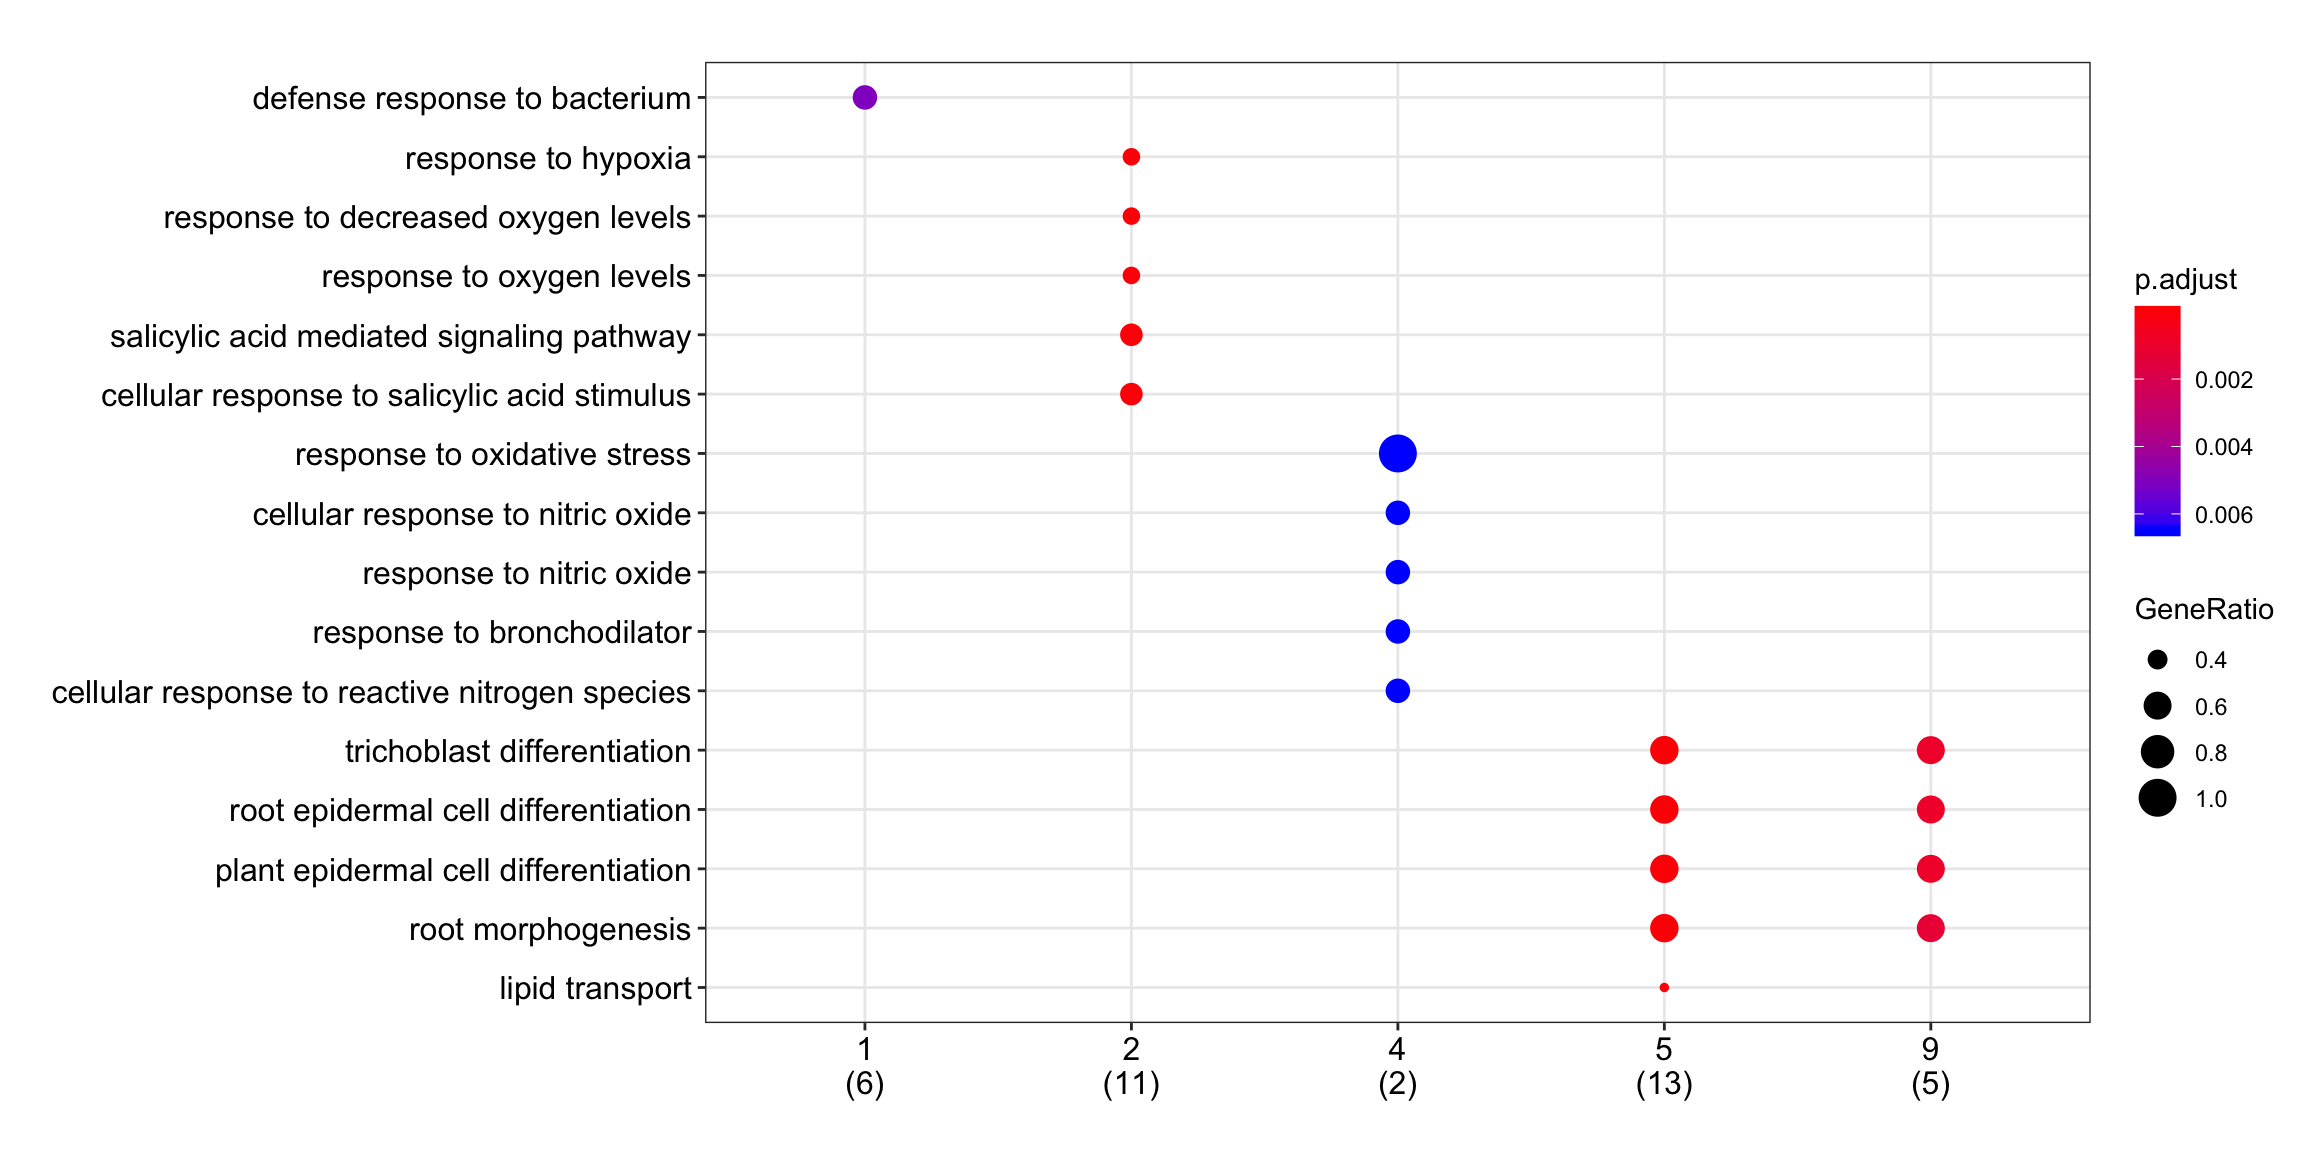 defense response to bacterium
response to hypoxia
response to decreased oxygen levels
response to oxygen levels
salicylic acid mediated signaling pathway
cellular response to salicylic acid stimulus
response to oxidative stress
cellular response to nitric oxide
response to nitric oxide
response to bronchodilator
cellular response to reactive nitrogen species
trichoblast differentiation
root epidermal cell differentiation
plant epidermal cell differentiation
root morphogenesis
lipid transport
1 2 4 5 9
(6) (11) (2) (13) (5)
p.adjust
0.002
0.004
0.006
GeneRatio
0.4
0.6
0.8
1.0